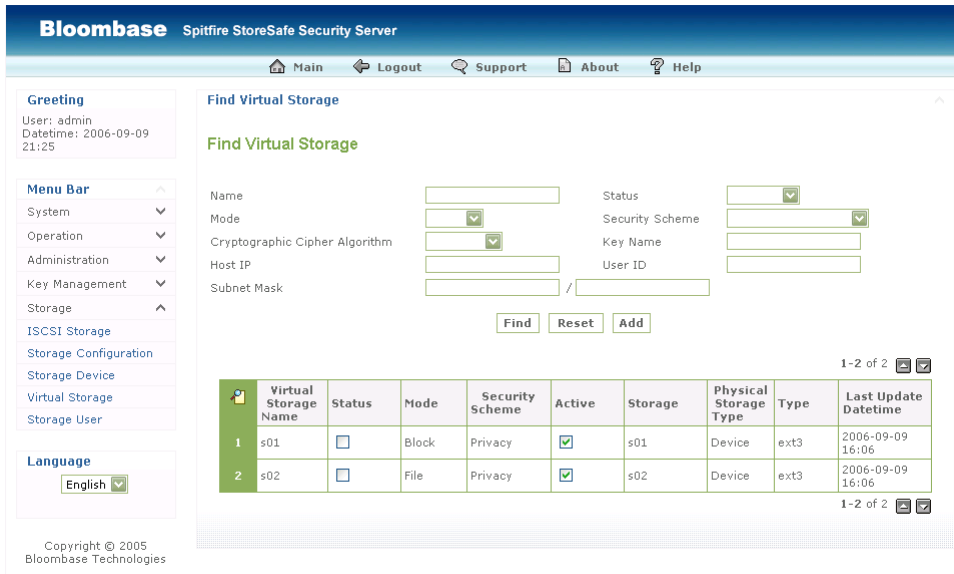 Bloombase Spitfire StoreSafe Security Server
Main Logout Support About Help
Greeting
User: admin
Datetime: 2006-09-09
21:25
Menu Bar
System
Operation
Administration
Key Management
Storage
ISCSI Storage
Storage Configuration
Storage Device
Virtual Storage
Storage User
Language
English
Copyright © 2005
Bloombase Technologies
Find Virtual Storage
Find Virtual Storage
Name Status
Mode Security Scheme
Cryptographic Cipher Algorithm Key Name
Host IP User ID
Subnet Mask /
Find Reset Add
1-2 of 2
Virtual Storage Name Status Mode Security Scheme Active Storage Physical Storage Type Type Last Update Datetime
1 s01 Block Privacy s01 Device ext3 2006-09-09 16:06
2 s02 File Privacy s02 Device ext3 2006-09-09 16:06
1-2 of 2